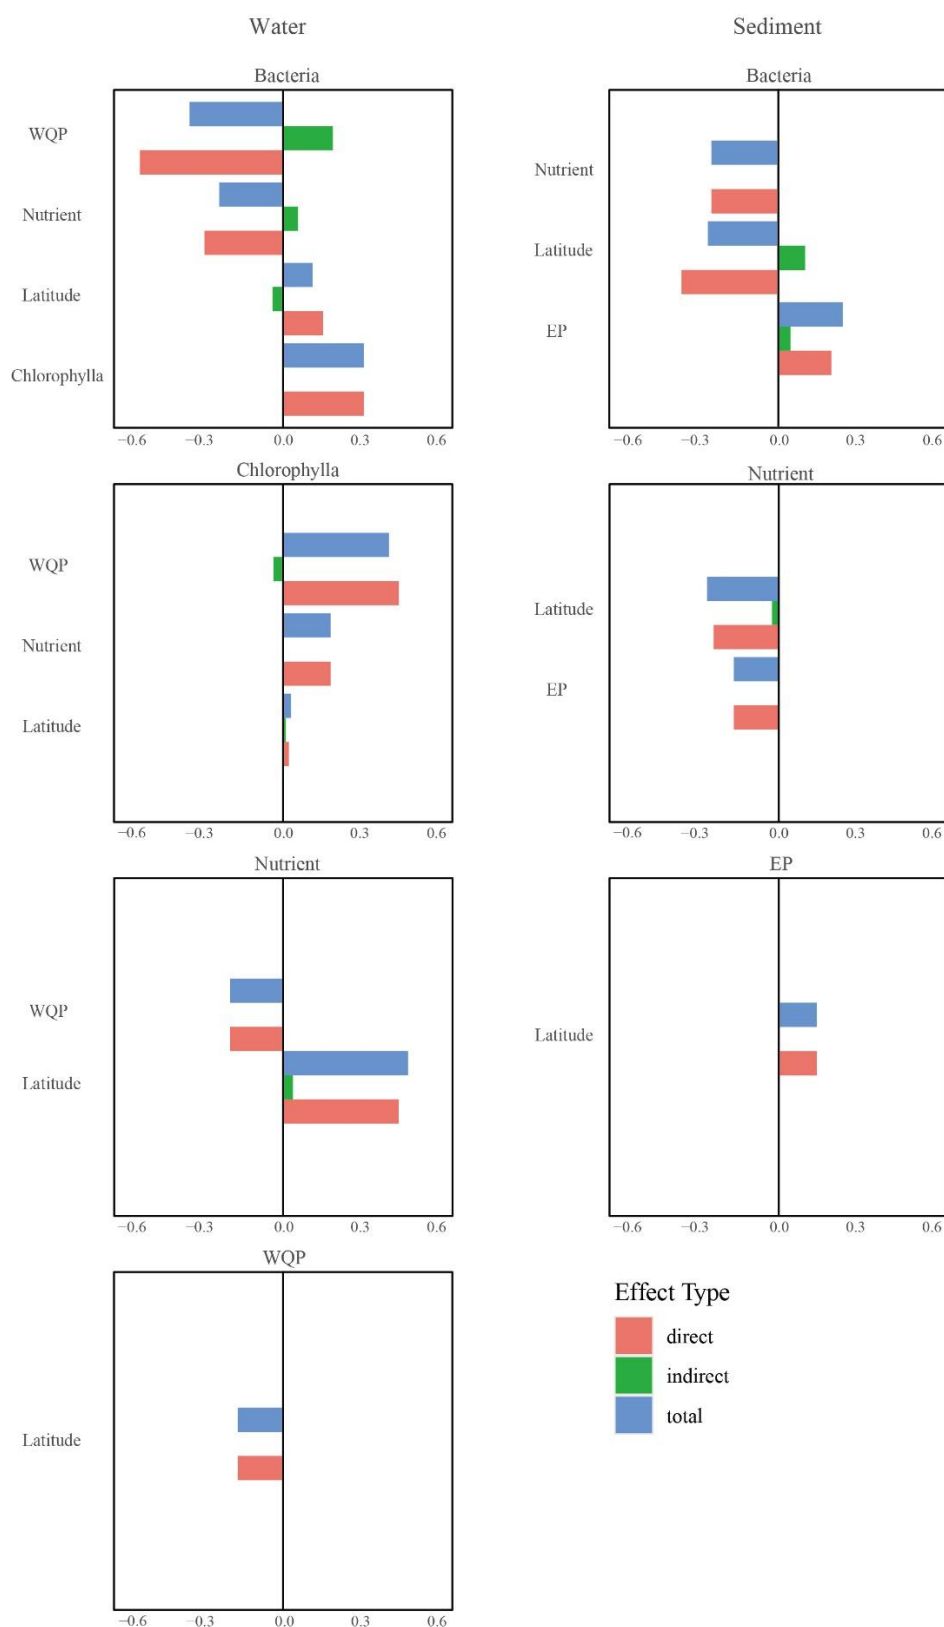 Water
Sediment
Bacteria
WQP
Nutrient
Latitude
Chlorophylla
−0.6 −0.3 0.0 0.3 0.6
Bacteria
Nutrient
Latitude
EP
−0.6 −0.3 0.0 0.3 0.6
Chlorophylla
WQP
Nutrient
Latitude
−0.6 −0.3 0.0 0.3 0.6
Nutrient
Latitude
EP
−0.6 −0.3 0.0 0.3 0.6
Nutrient
WQP
Latitude
−0.6 −0.3 0.0 0.3 0.6
EP
Latitude
−0.6 −0.3 0.0 0.3 0.6
WQP
Latitude
−0.6 −0.3 0.0 0.3 0.6
Effect Type
direct
indirect
total